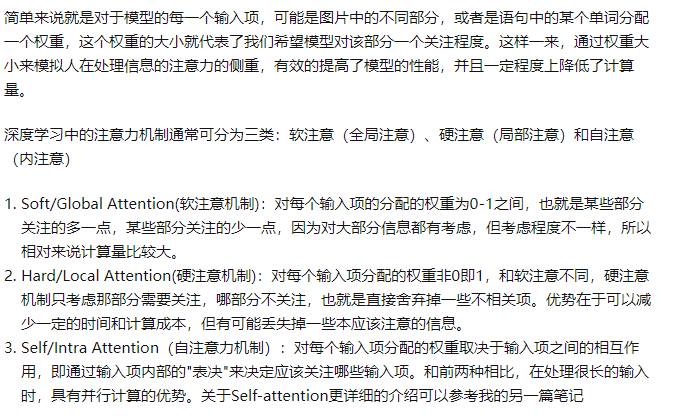 简单来说就是对于模型的每一个输入项，可能是图片中的不同部分，或者是语句中的某个单词分配
一个权重，这个权重的大小就代表了我们希望模型对该部分一个关注程度。这样一来，通过权重大
小来模拟人在处理信息的注意力的侧重，有效的提高了模型的性能，并且一定程度上降低了计算
量。
深度学习中的注意力机制通常可分为三类：软注意（全局注意）、硬注意（局部注意）和自注意
（内注意）
1. Soft/Global Attention(软注意机制)：对每个输入项的分配的权重为0-1之间，也就是某些部分
关注的多一点，某些部分关注的少一点，因为对大部分信息都有考虑，但考虑程度不一样，所以
相对来说计算量比较大。
2. Hard/Local Attention(硬注意机制)：对每个输入项分配的权重非0即1，和软注意不同，硬注意
机制只考虑那部分需要关注，哪部分不关注，也就是直接舍弃掉一些不相关项。优势在于可以减
少一定的时间和计算成本，但有可能丢失掉一些本应该注意的信息。
3. Self/Intra Attention（自注意力机制）：对每个输入项分配的权重取决于输入项之间的相互作
用，即通过输入项内部的"表决"来决定应该关注哪些输入项。和前两种相比，在处理很长的输入
时，具有并行计算的优势。关于Self-attention更详细的介绍可以参考我的另一篇笔记